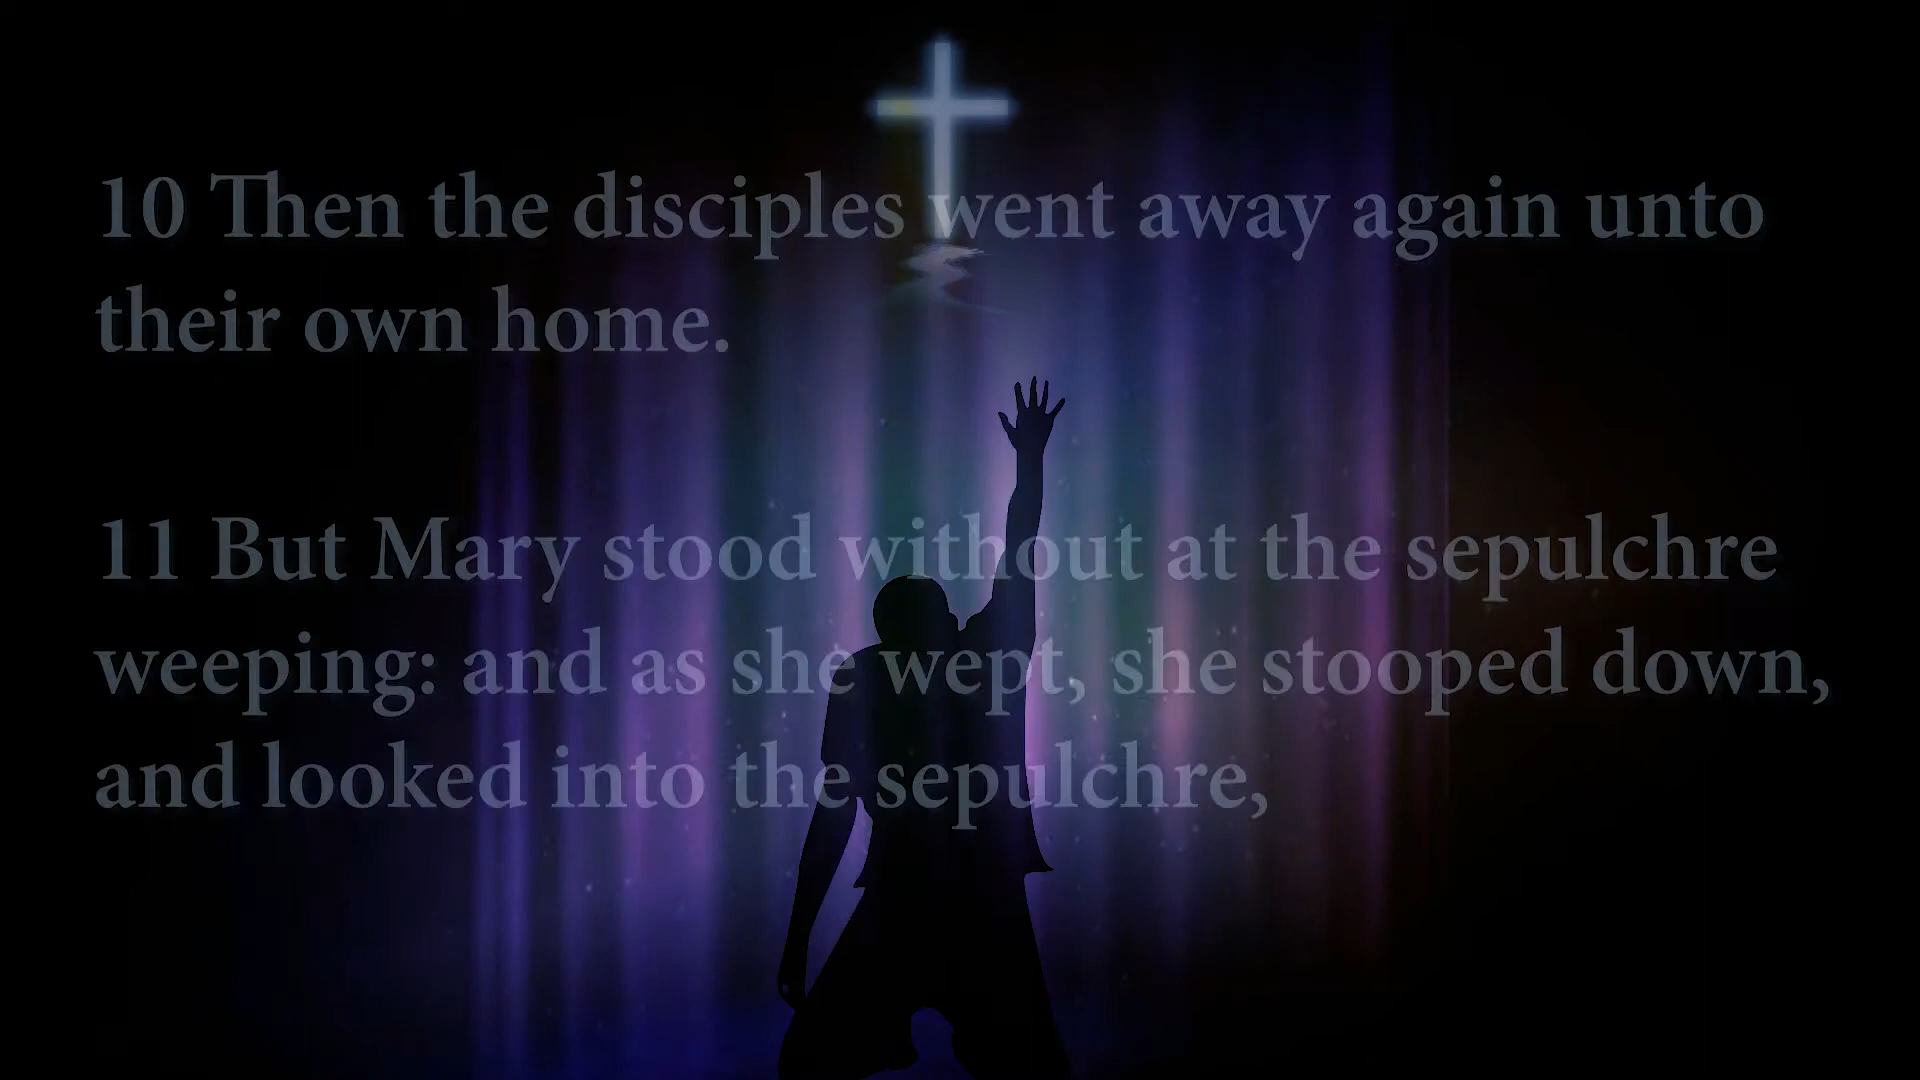 10 Then the disciples went away again unto
their own home.
11 But Mary stood without at the sepulchre
weeping: and as she wept, she stooped down,
and looked into the sepulchre,